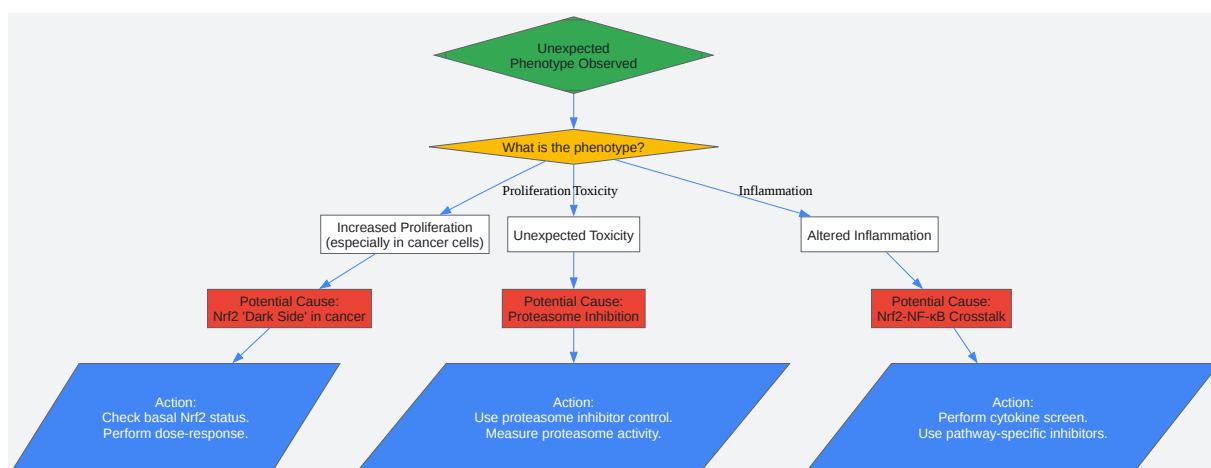 Unexpected
Phenotype Observed
What is the phenotype?
Proliferation
Toxicity
Inflammation
Increased Proliferation
(especially in cancer cells)
Unexpected Toxicity
Altered Inflammation
Potential Cause:
Nrf2 'Dark Side' in cancer
Potential Cause:
Proteasome Inhibition
Potential Cause:
Nrf2-NF-κB Crosstalk
Action:
Check basal Nrf2 status.
Perform dose-response.
Action:
Use proteasome inhibitor control.
Measure proteasome activity.
Action:
Perform cytokine screen.
Use pathway-specific inhibitors.